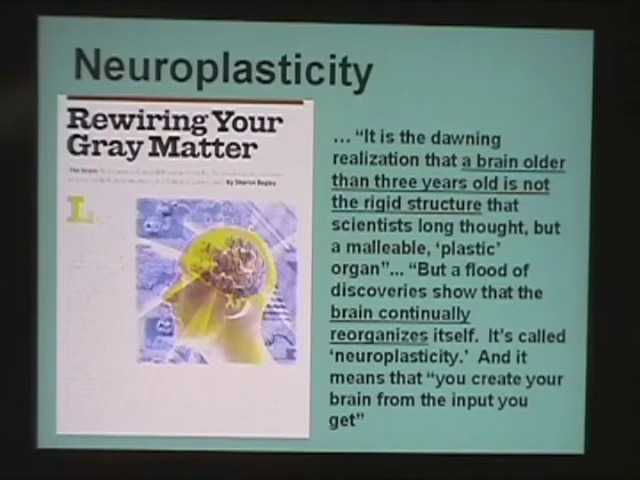 Neuroplasticity
Rewiring Your
Gray Matter
By Sharon Begley
L
... “It is the dawning
realization that a brain older
than three years old is not
the rigid structure that
scientists long thought, but
a malleable, ‘plastic’
organ”... “But a flood of
discoveries show that the
brain continually
reorganizes itself. It’s called
‘neuroplasticity.’ And it
means that “you create your
brain from the input you
get”